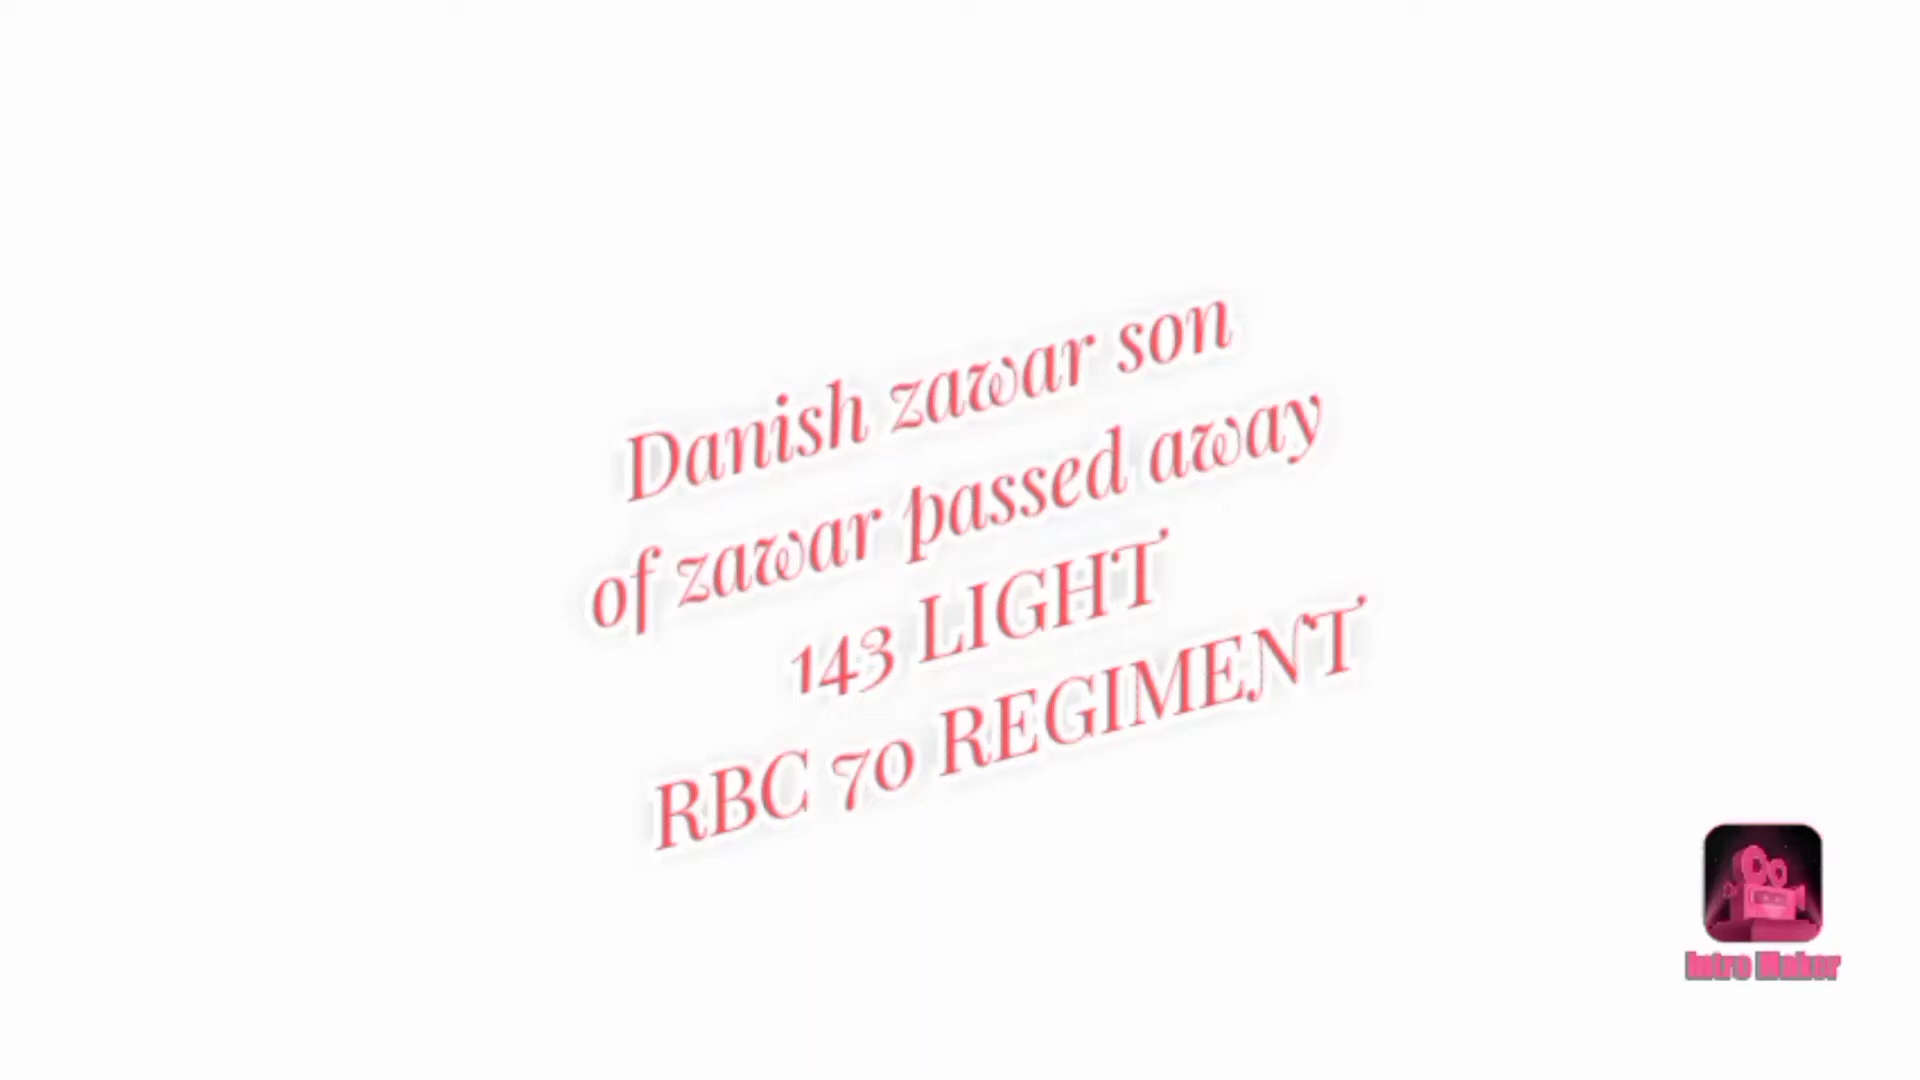 Danish zawar son
of zawar passed away
143 LIGHT
RBC 70 REGIMENT
Intro Maker